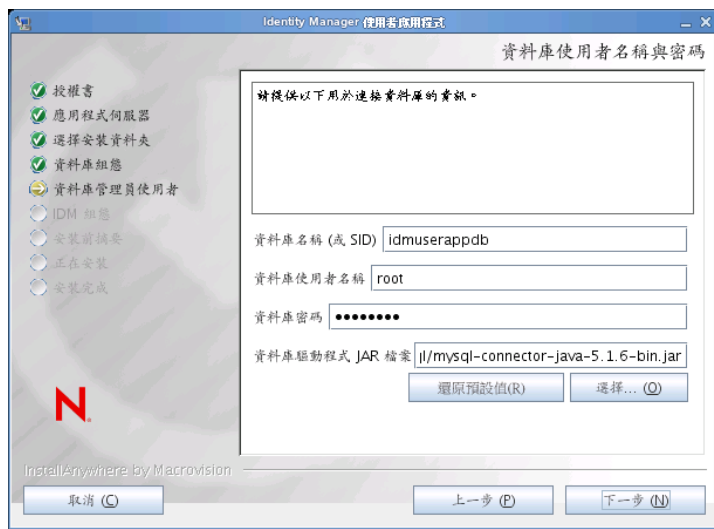 Identity Manager 使用者應用程式
資料庫使用者名稱與密碼
授權書
應用程式伺服器
選擇安裝資料夾
資料庫組態
資料庫管理員使用者
IDM 組態
安裝前摘要
正在安裝
安裝完成
請提供以下用於連接資料庫的資訊。
資料庫名稱 (或 SID) idmuserappdb
資料庫使用者名稱 root
資料庫密碼 ••••••••
資料庫驅動程式 JAR 檔案 ql/mysql-connector-java-5.1.6-bin.jar
還原預設值(R) 選擇... (O)
N
InstallAnywhere by Macrovision
取消 (C) 上一步 (P) 下一步 (N)